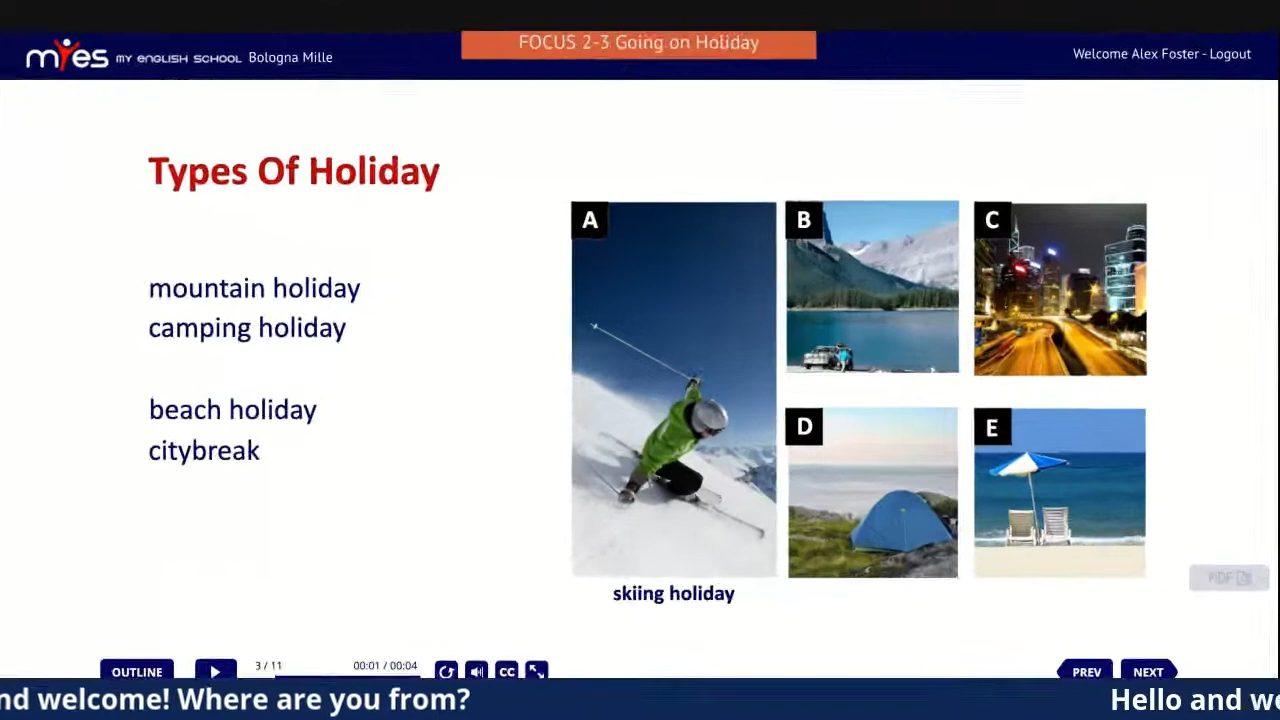 FOCUS 2-3 Going on Holiday
myes MY ENGLISH SCHOOL Bologna Mille
Welcome Alex Foster - Logout
Types Of Holiday
mountain holiday
camping holiday
beach holiday
citybreak
A
B
C
D
E
skiing holiday
PDF
OUTLINE
3 / 11
00:01 / 00:04
CC
PREV
NEXT
nd welcome! Where are you from?
Hello and we